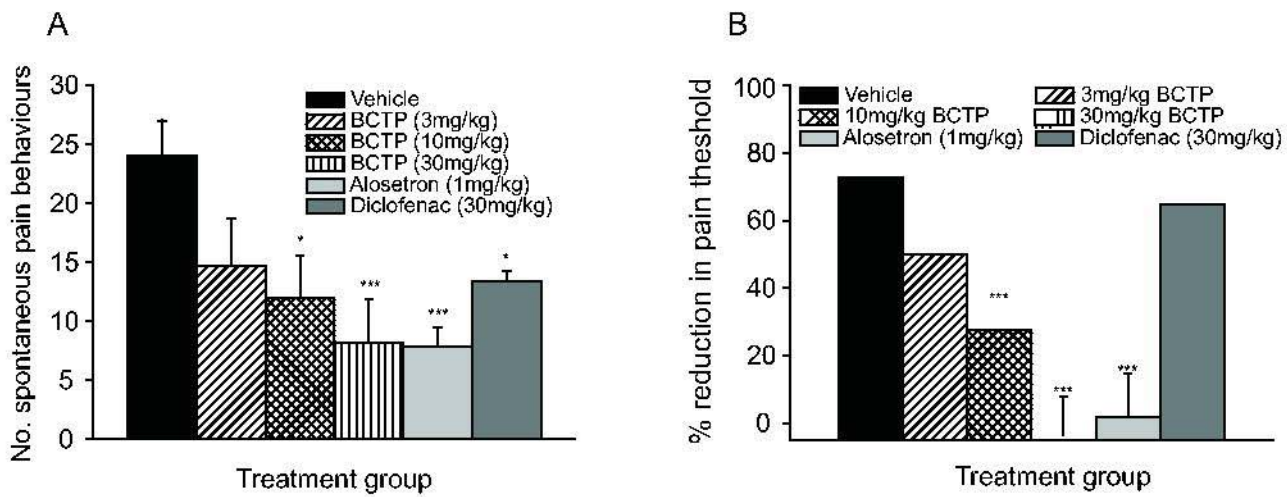 A
No. spontaneous pain behaviours
30
25
20
15
10
5
0
Vehicle
BCTP (3mg/kg)
BCTP (10mg/kg)
BCTP (30mg/kg)
Alosetron (1mg/kg)
Diclofenac (30mg/kg)
*
***
***
*
Treatment group
B
% reduction in pain theshold
100
80
60
40
20
0
Vehicle 3mg/kg BCTP
10mg/kg BCTP 30mg/kg BCTP
Alosetron (1mg/kg) Diclofenac (30mg/kg)
***
***
***
Treatment group